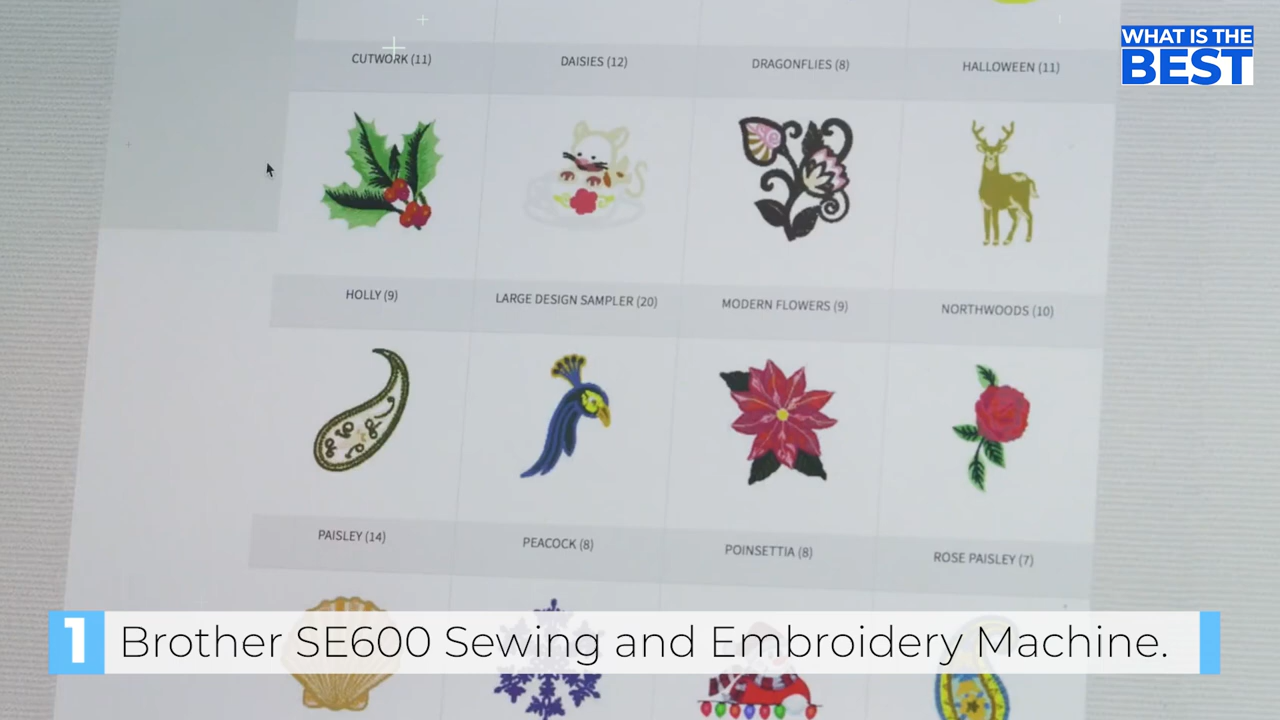 WHAT IS THE
BEST
CUTWORK (11)
DAISIES (12)
DRAGONFLIES (8)
HALLOWEEN (11)
HOLLY (9)
LARGE DESIGN SAMPLER (20)
MODERN FLOWERS (9)
NORTHWOODS (10)
PAISLEY (14)
PEACOCK (8)
POINSETTIA (8)
ROSE PAISLEY (7)
1 Brother SE600 Sewing and Embroidery Machine.